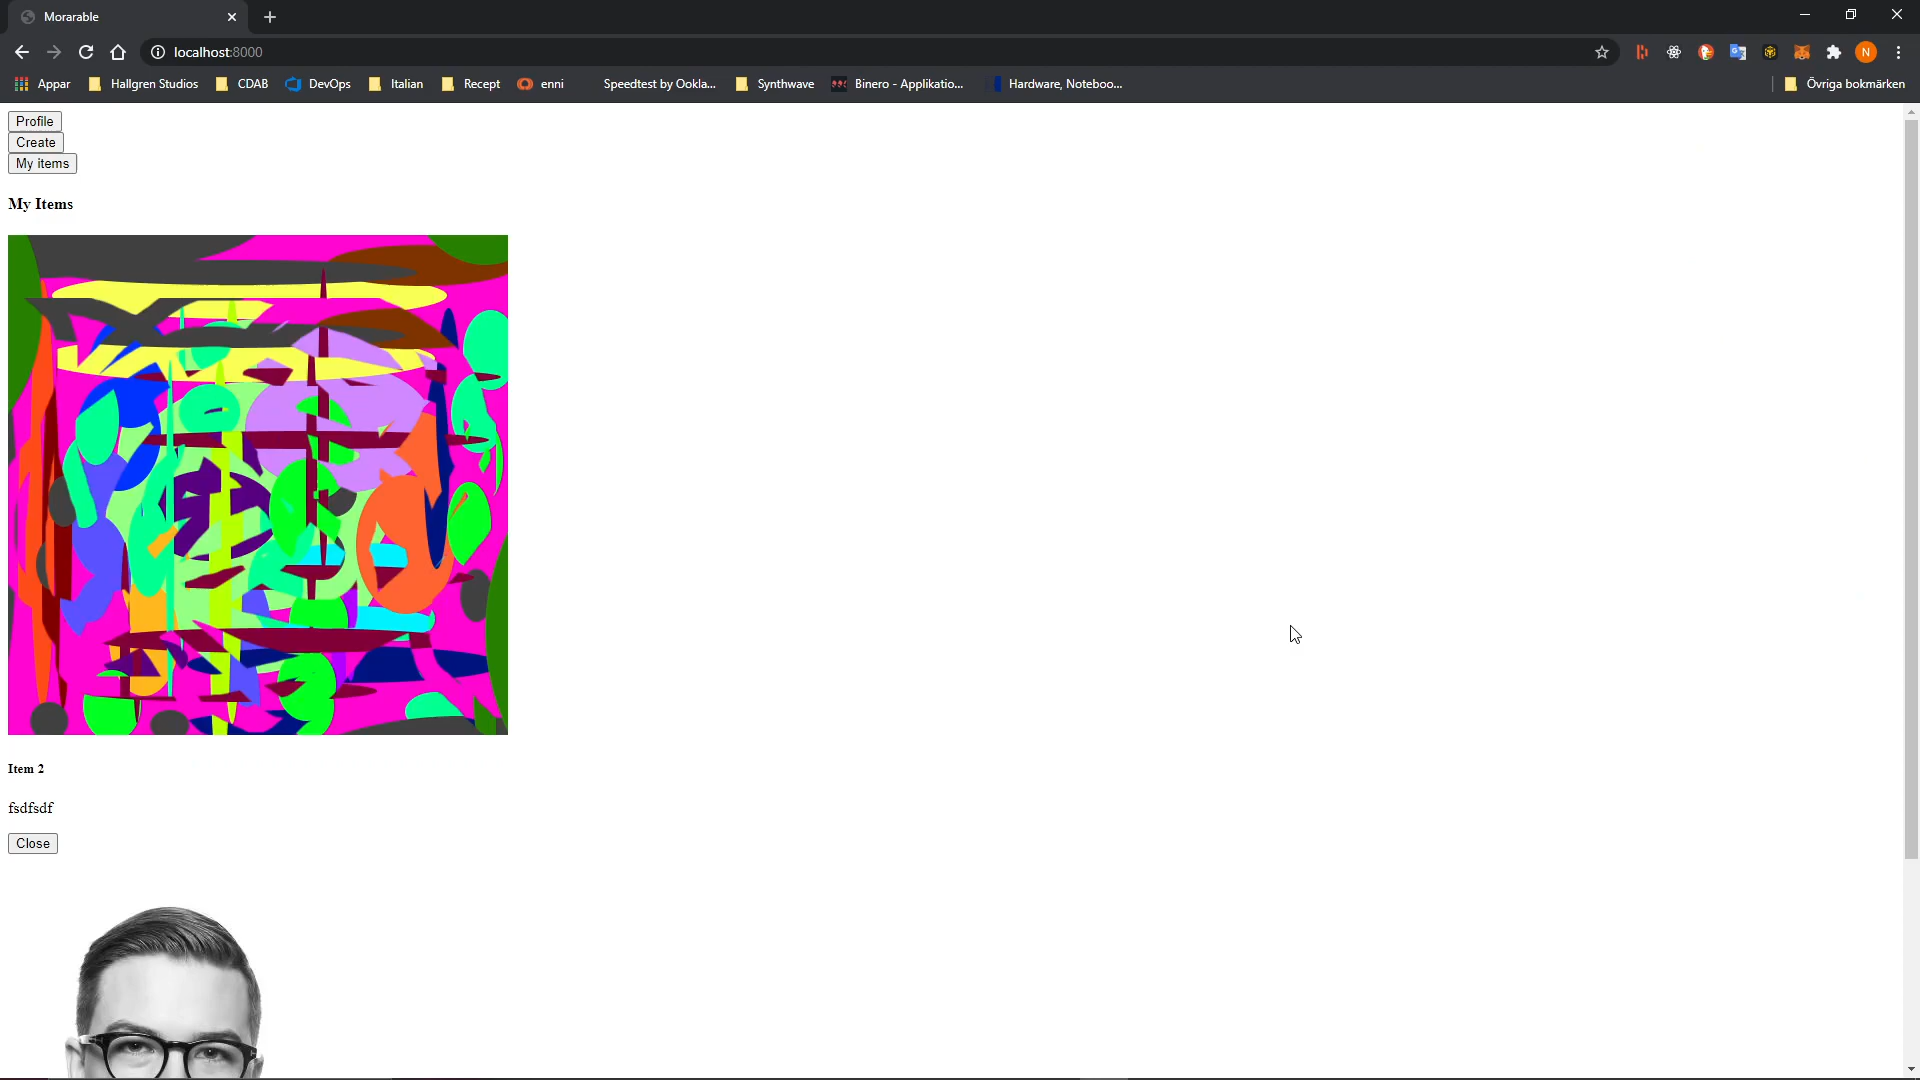 Morarable
localhost:8000
Appar
Hallgren Studios
CDAB
DevOps
Italian
Recept
enni
Speedtest by Ookla...
Synthwave
Binero - Applikatio...
Hardware, Noteboo...
Övriga bokmärken
N
Profile
Create
My items
My Items
Item 2
fsdfsdf
Close